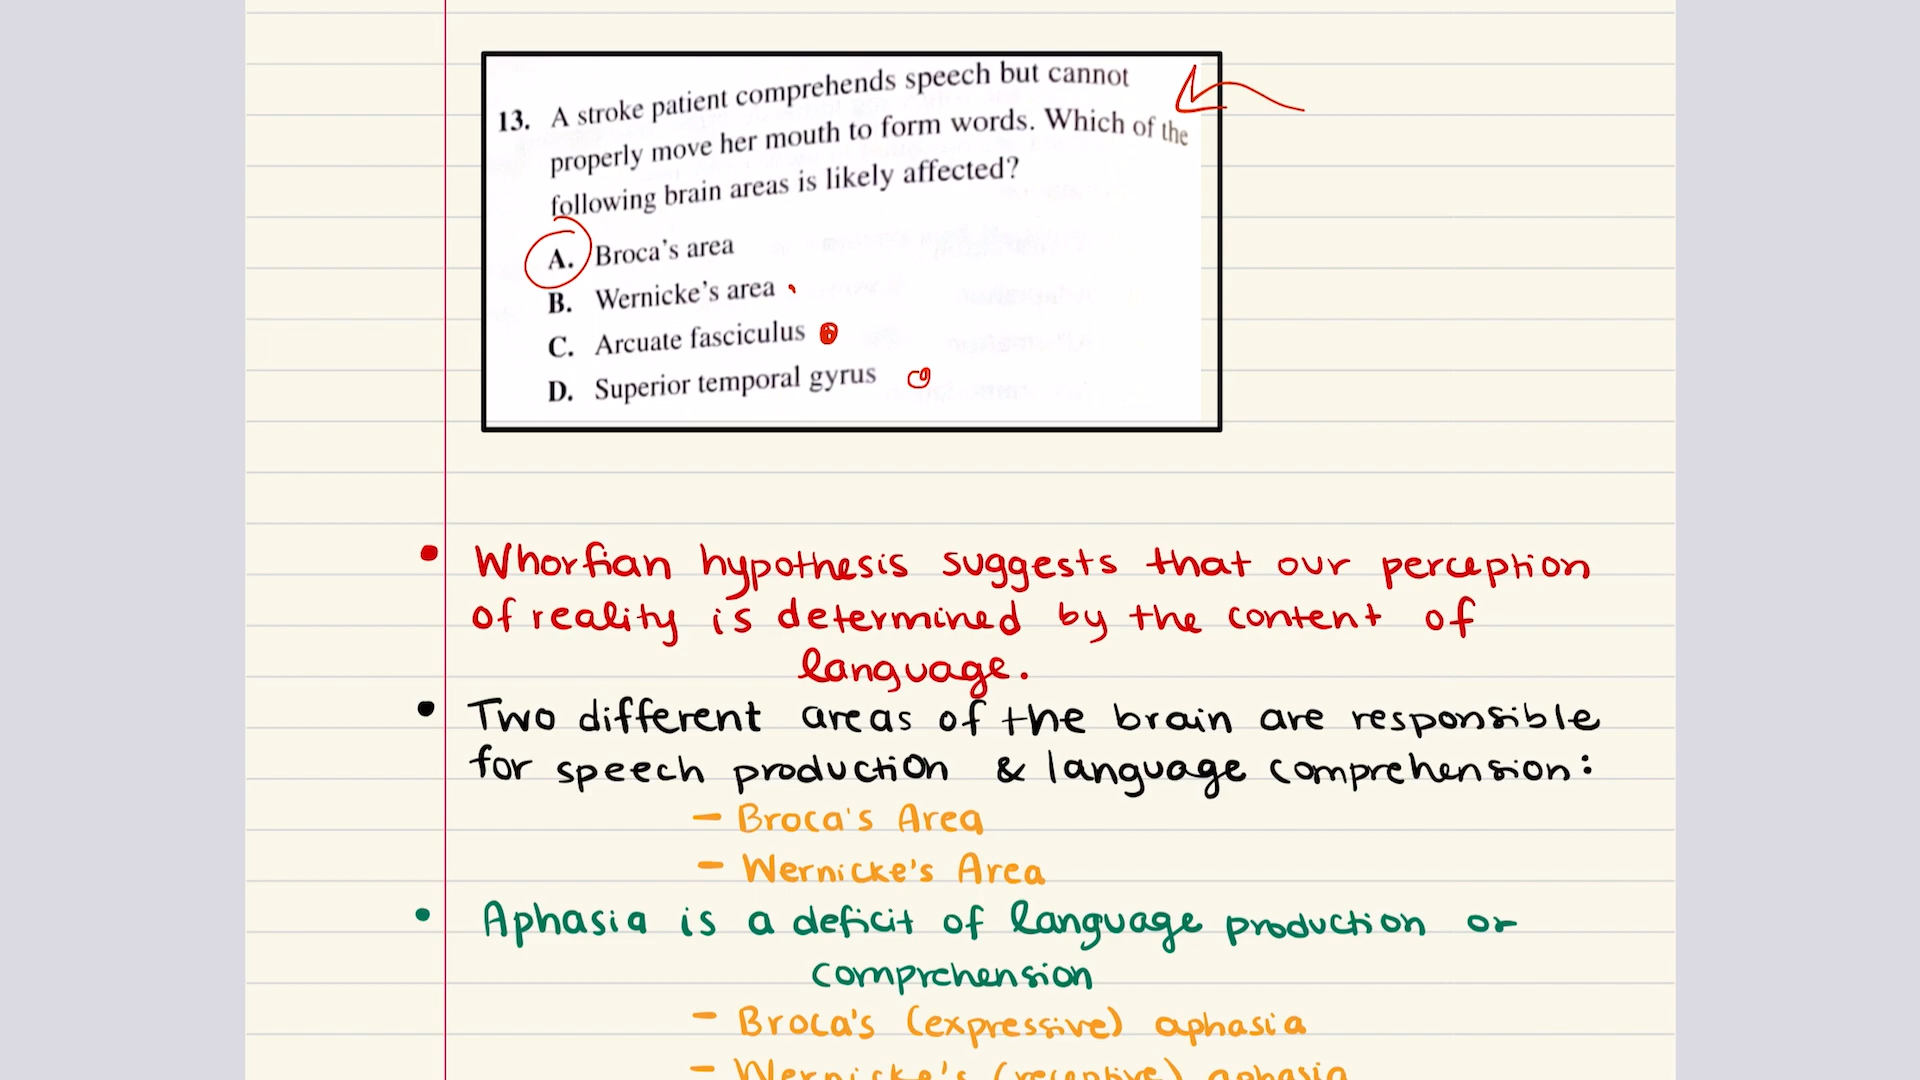 13. A stroke patient comprehends speech but cannot
properly move her mouth to form words. Which of the
following brain areas is likely affected?
A. Broca's area
B. Wernicke's area
C. Arcuate fasciculus
D. Superior temporal gyrus
• Whorfian hypothesis suggests that our perception
of reality is determined by the content of
language.
• Two different areas of the brain are responsible
for speech production & language comprehension:
- Broca's Area
- Wernicke's Area
• Aphasia is a deficit of language production or
comprehension
- Broca's (expressive) aphasia
- Wernicke's (receptive) aphasia